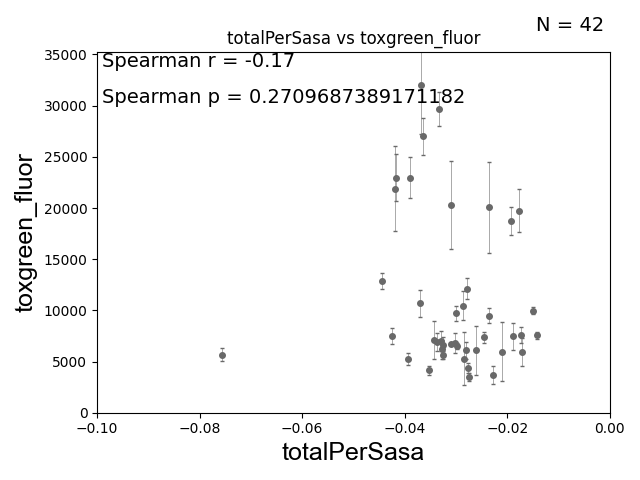 N = 42
totalPerSasa vs toxgreen_fluor
Spearman r = -0.17
Spearman p = 0.2709687389171182
35000
30000
25000
20000
15000
10000
5000
0
toxgreen_fluor
−0.10
−0.08
−0.06
−0.04
−0.02
0.00
totalPerSasa